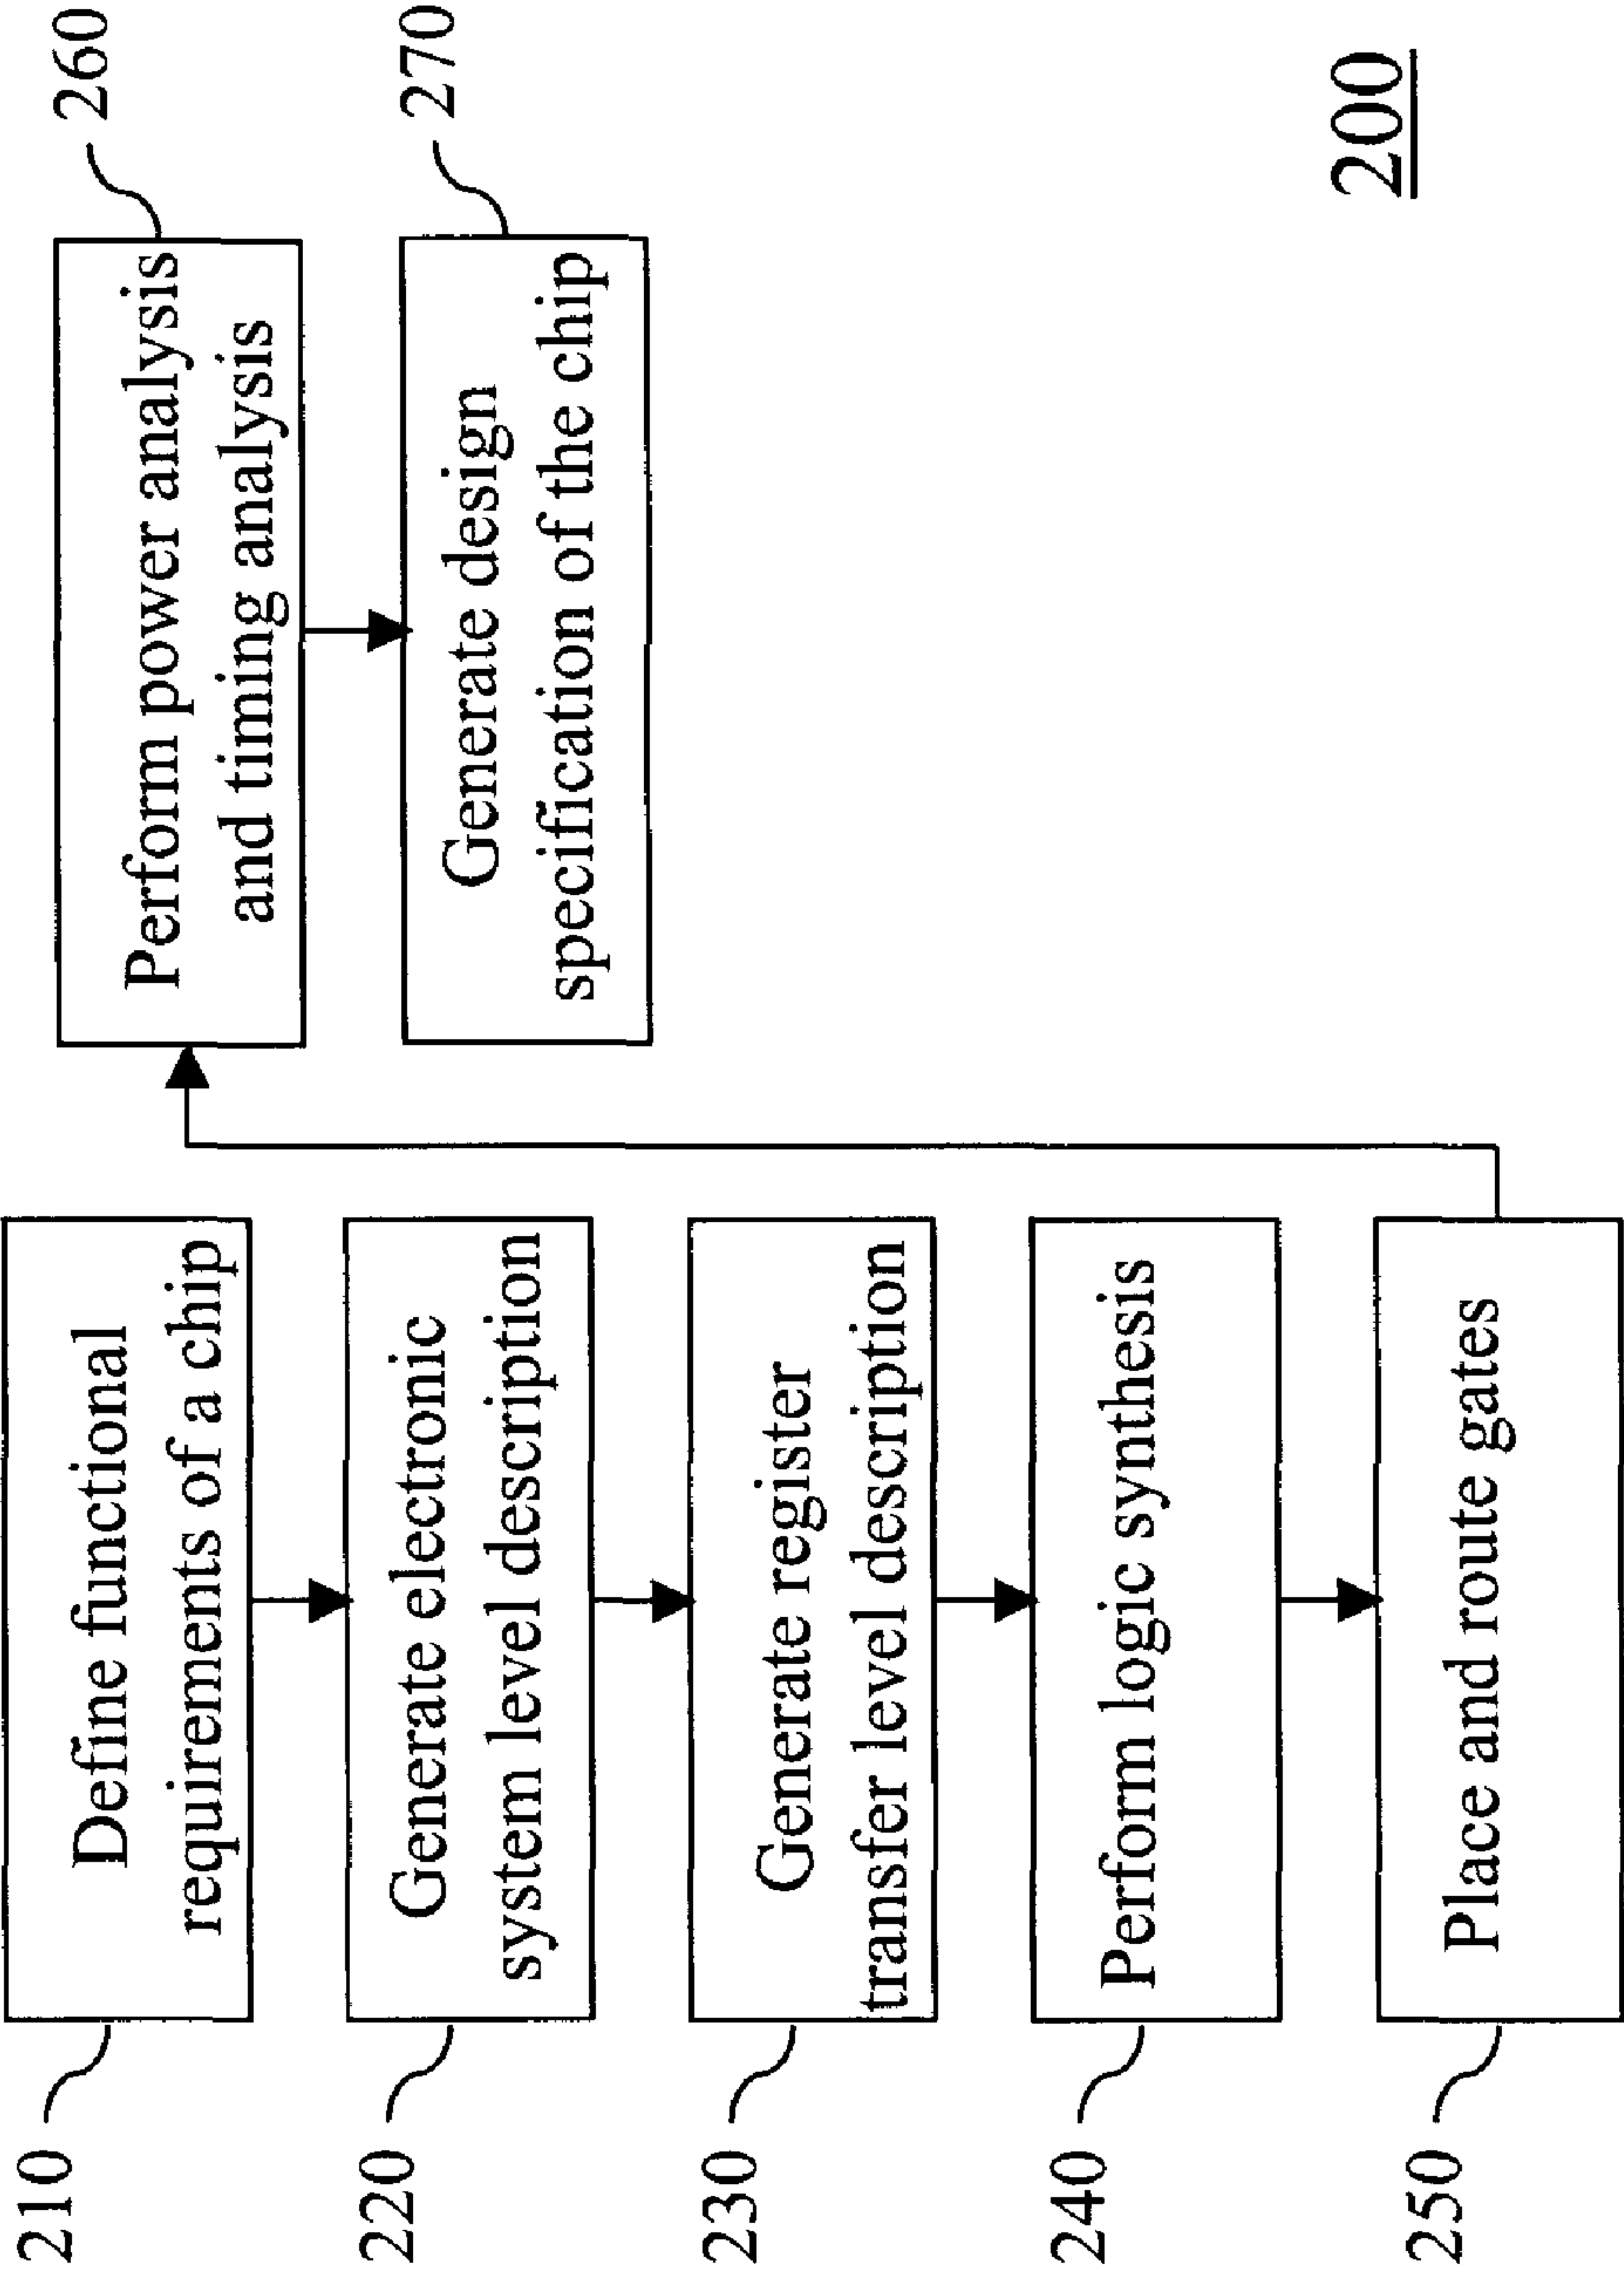 210
Define functional
requirements of a chip
220
Generate electronic
system level description
230
Generate register
transfer level description
240
Perform logic synthesis
250
Place and route gates
Perform power analysis
and timing analysis
260
Generate design
specification of the chip
270
200